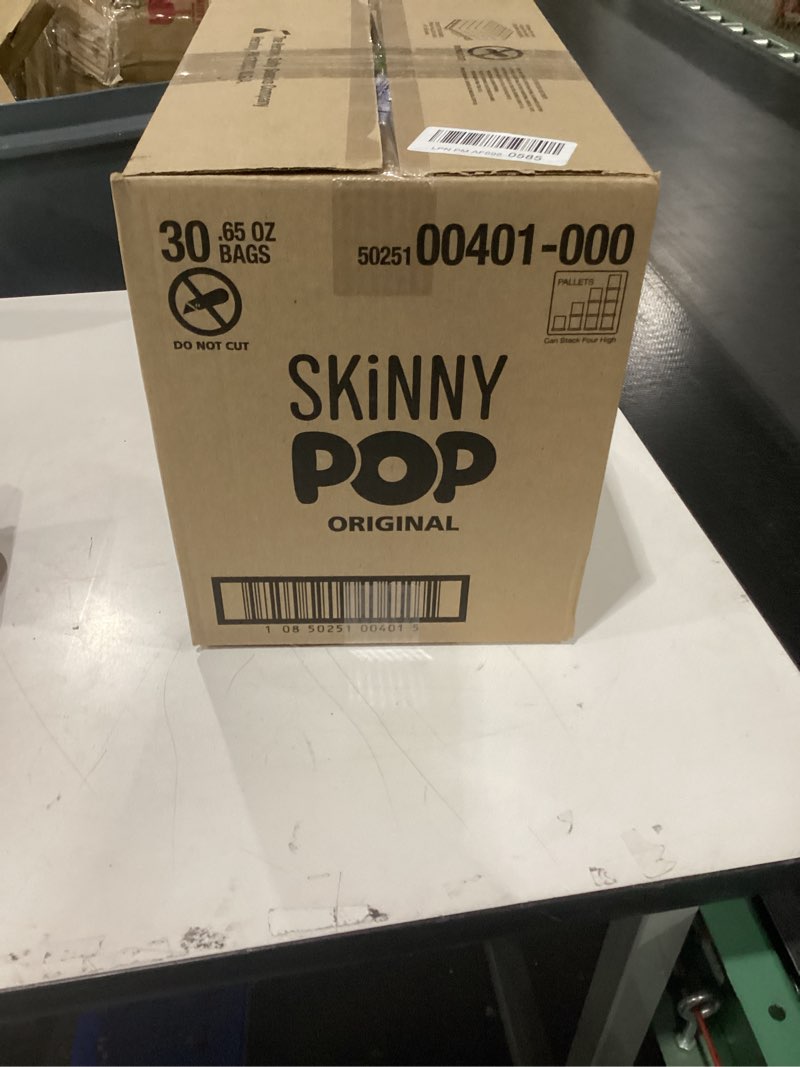 0585
30 .65 OZ
BAGS
50251 00401-000
DO NOT CUT
PALLETS
Can Stack Four High
SKiNNY
POP
ORIGINAL
1 08 50251 00401 5